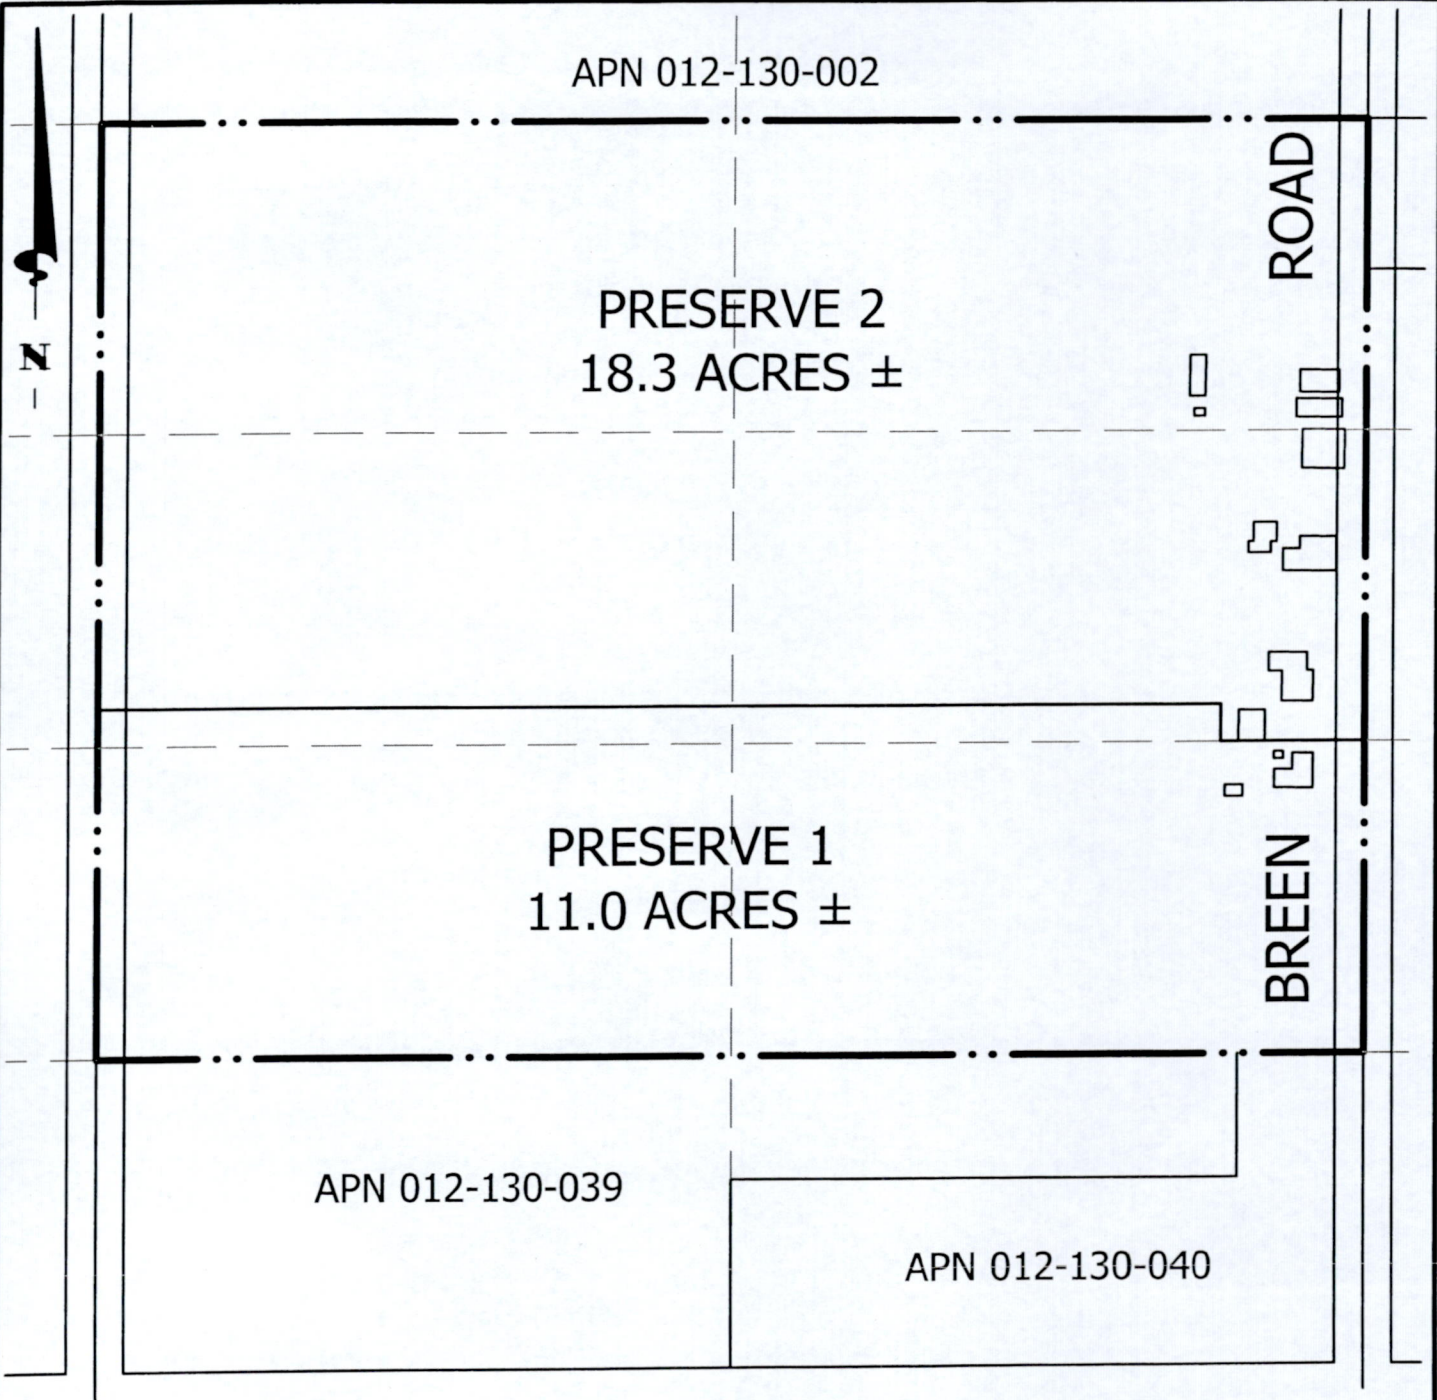 APN 012-130-002
ROAD
N
PRESERVE 2
18.3 ACRES ±
PRESERVE 1
11.0 ACRES ±
BREEN
APN 012-130-039
APN 012-130-040